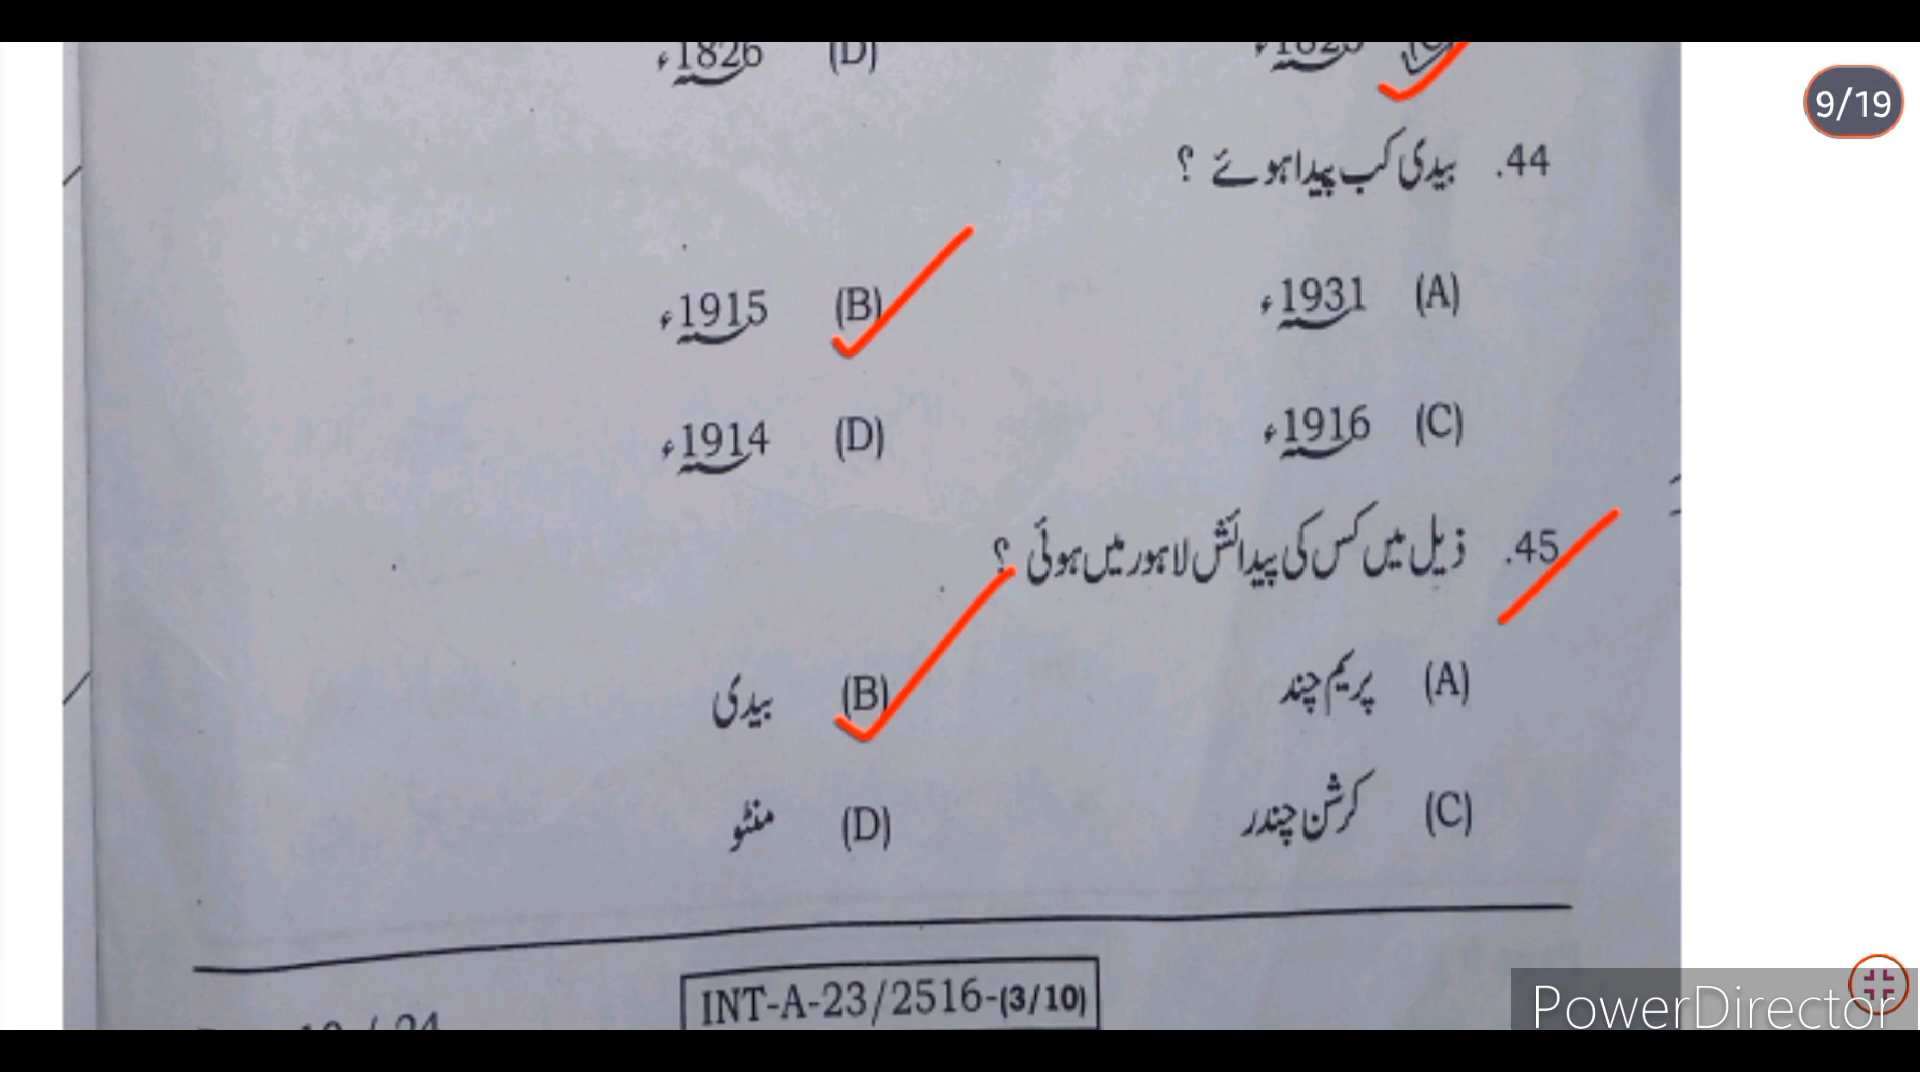 (D) 1826ء
9/19
44. بیدی کب پیدا ہوئے ؟
(A) 1931ء (B) 1915ء
(C) 1916ء (D) 1914ء
45. ذیل میں کس کی پیدائش لاہور میں ہوئی ؟
(A) پریم چند (B) بیدی
(C) کرشن چندر (D) منٹو
INT-A-23/2516-(3/10)
PowerDirector